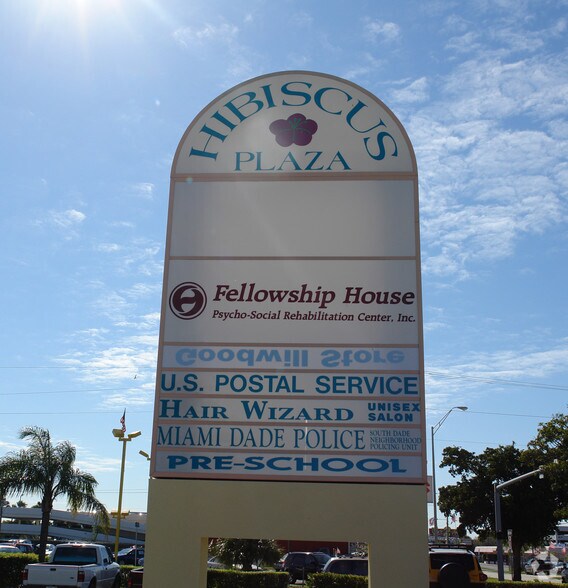 HIBISCUS
PLAZA
Fellowship House
Psycho-Social Rehabilitation Center, Inc.
Goodwill Store
U.S. POSTAL SERVICE
HAIR WIZARD UNISEX
SALON
MIAMI DADE POLICE SOUTH DADE
NEIGHBORHOOD
POLICING UNIT
PRE-SCHOOL